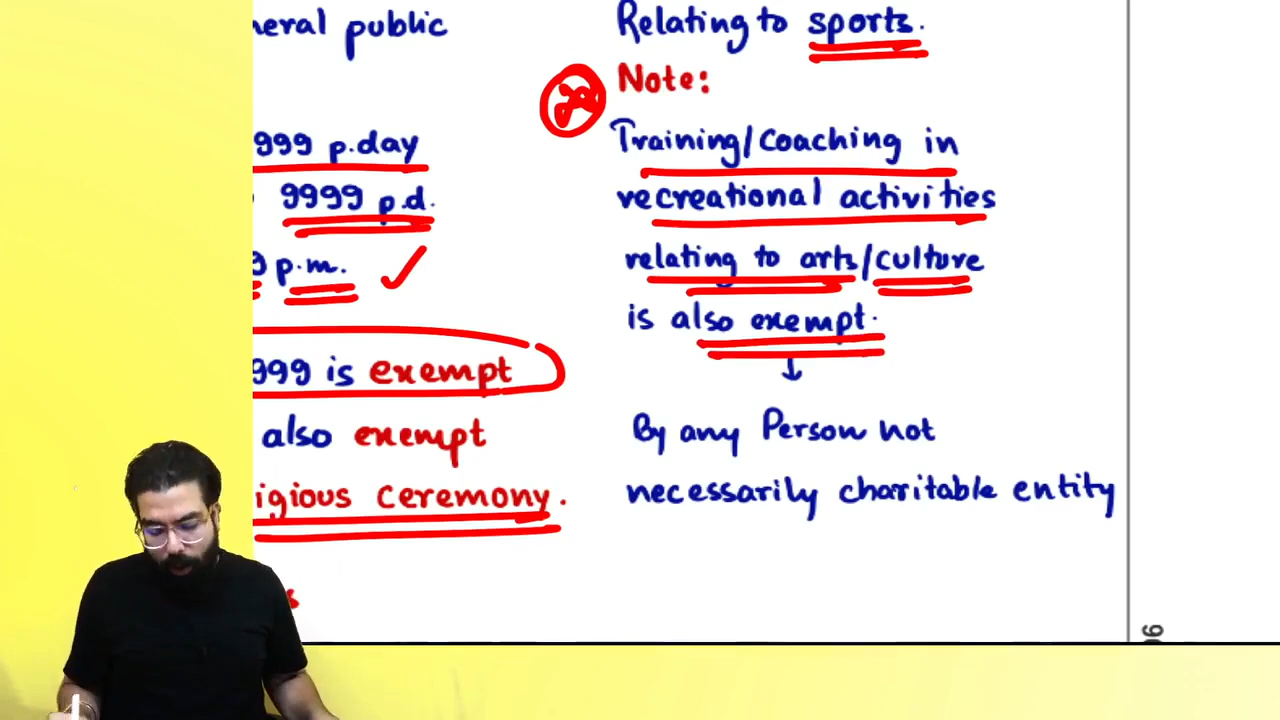 neral public
999 p.day
9999 p.d.
9 p.m.
999 is exempt
also exempt
igious ceremony.
s
Relating to sports.
Note:
Training/Coaching in
recreational activities
relating to arts/culture
is also exempt.
By any Person not
necessarily charitable entity